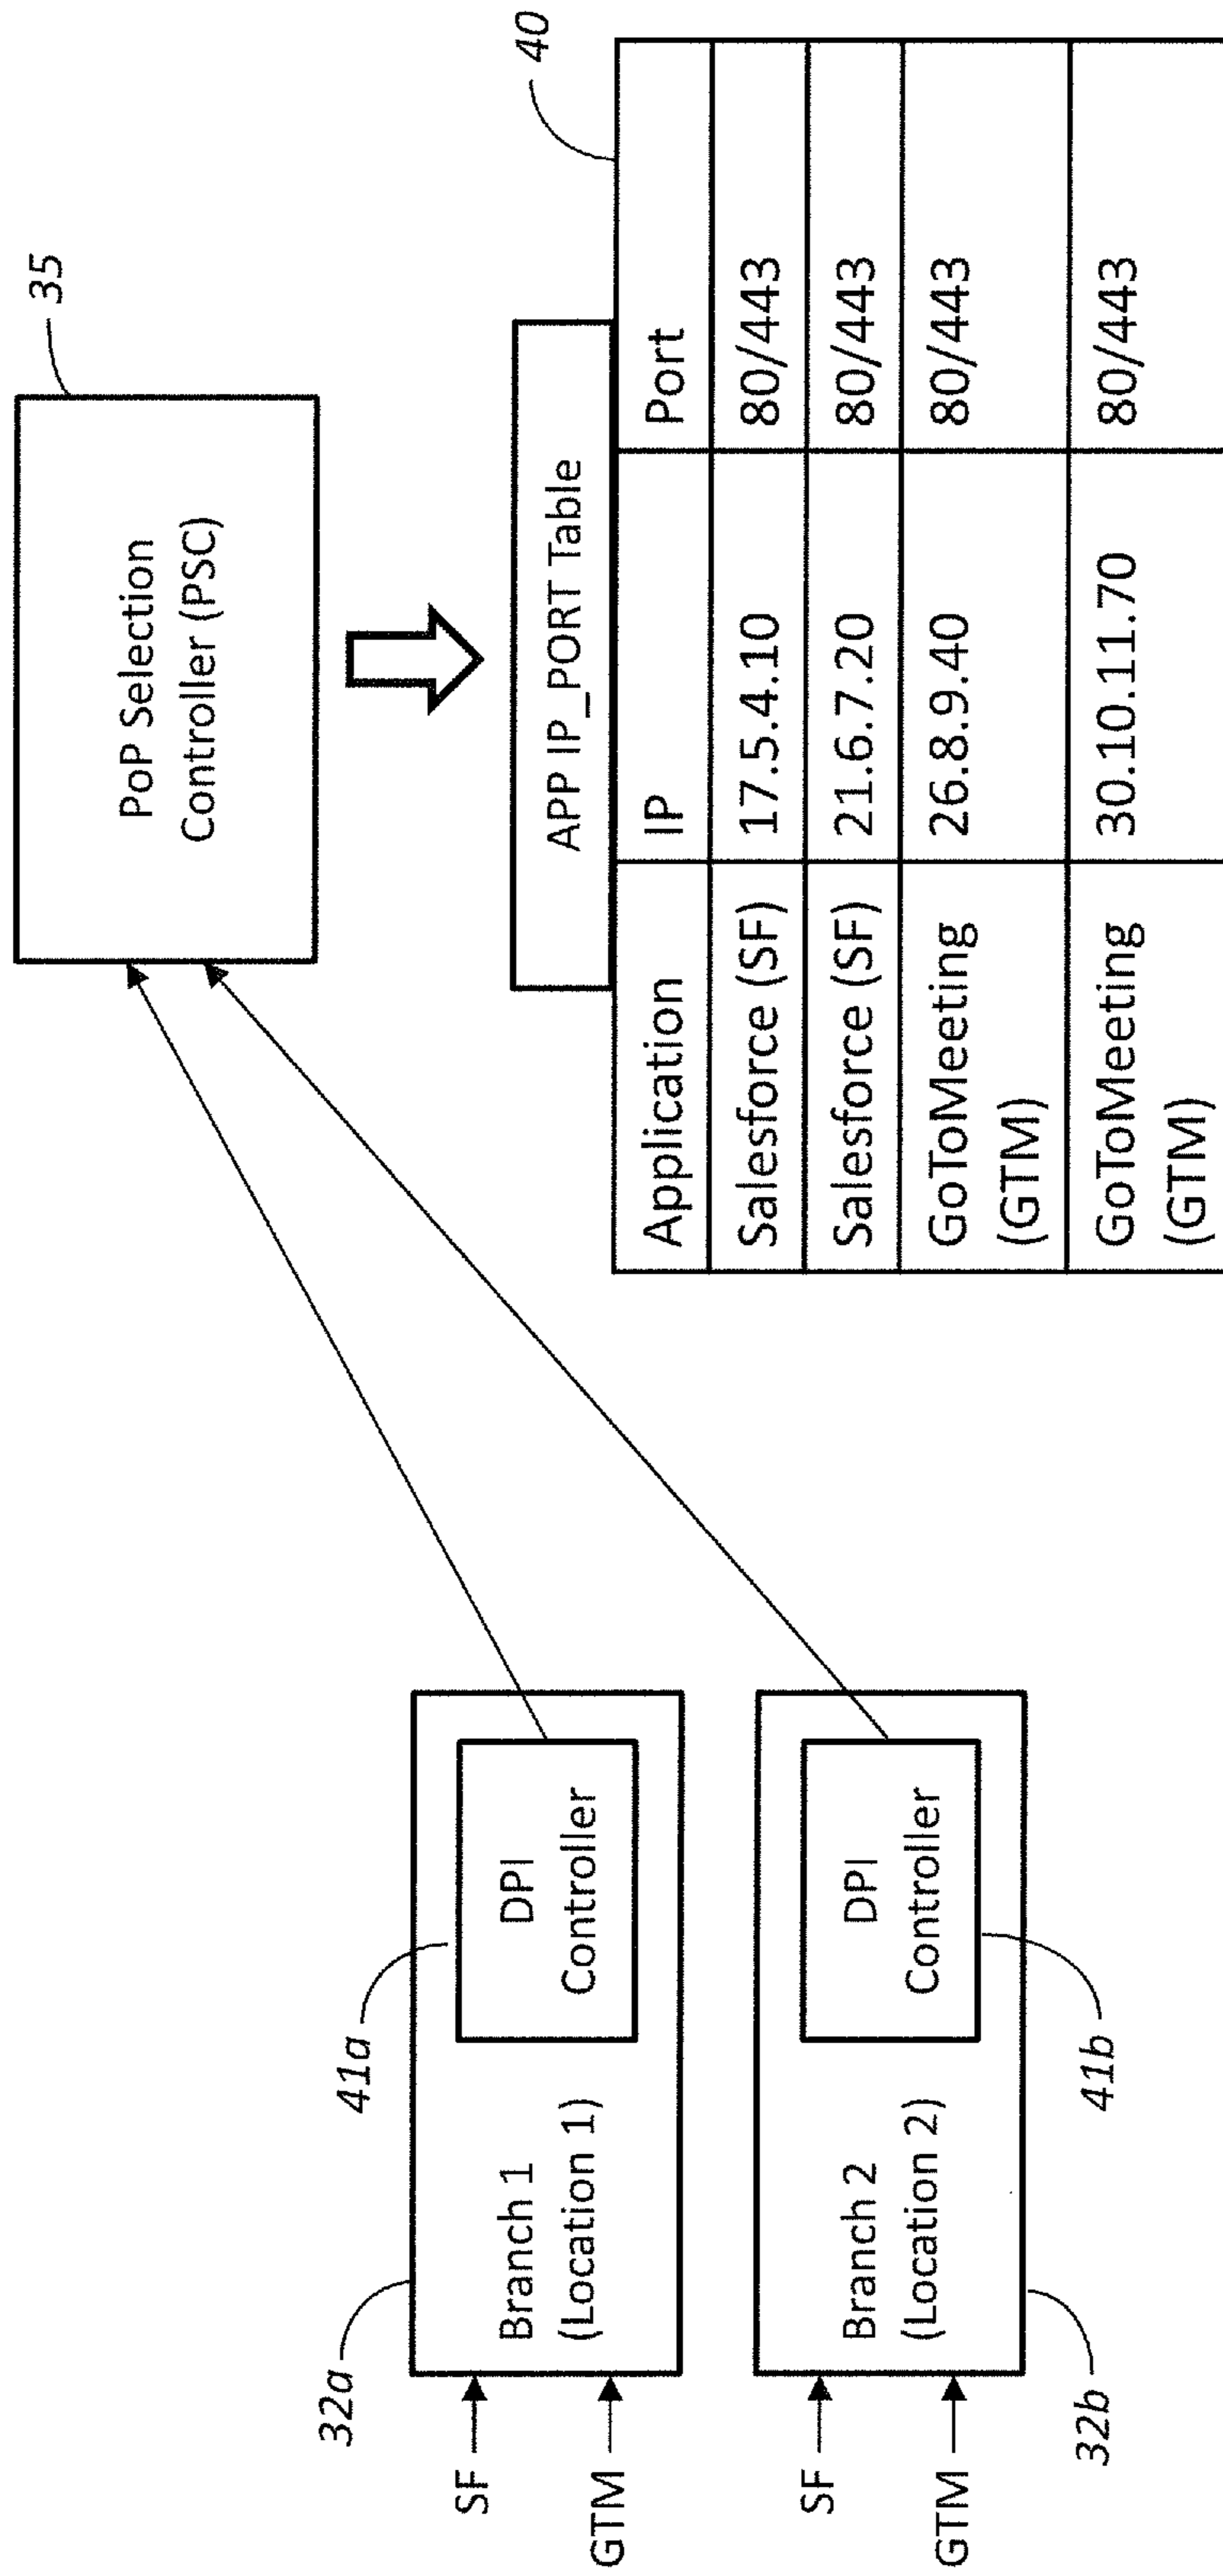 35
PoP Selection
Controller (PSC)
40
APP IP_PORT Table
Application IP Port
Salesforce (SF) 17.5.4.10 80/443
Salesforce (SF) 21.6.7.20 80/443
GoToMeeting 26.8.9.40 80/443
(GTM)
GoToMeeting 30.10.11.70 80/443
(GTM)
32a
41a
SF
GTM
Branch 1
(Location 1)
DPI
Controller
SF
GTM
Branch 2
(Location 2)
DPI
Controller
32b
41b